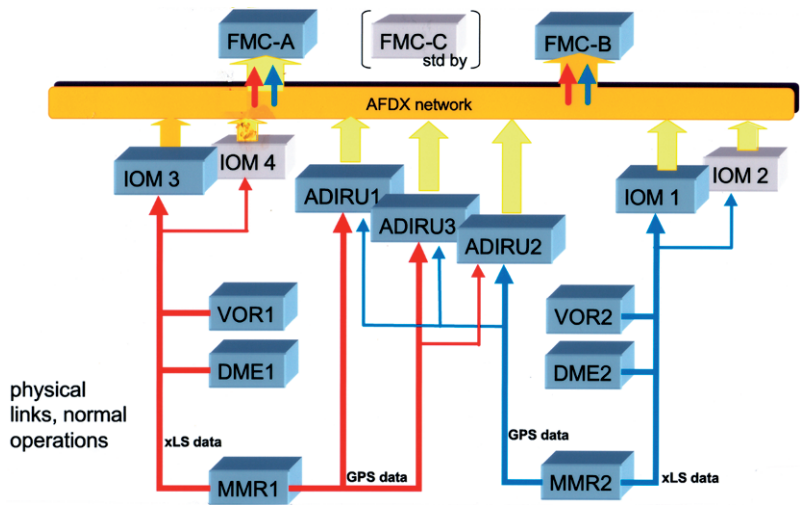 FMC-A
FMC-C
std by
FMC-B
AFDX network
IOM 3
IOM 4
ADIRU1
ADIRU3
ADIRU2
IOM 1
IOM 2
VOR1
DME1
VOR2
DME2
physical
links, normal
operations
xLS data
GPS data
GPS data
xLS data
MMR1
MMR2